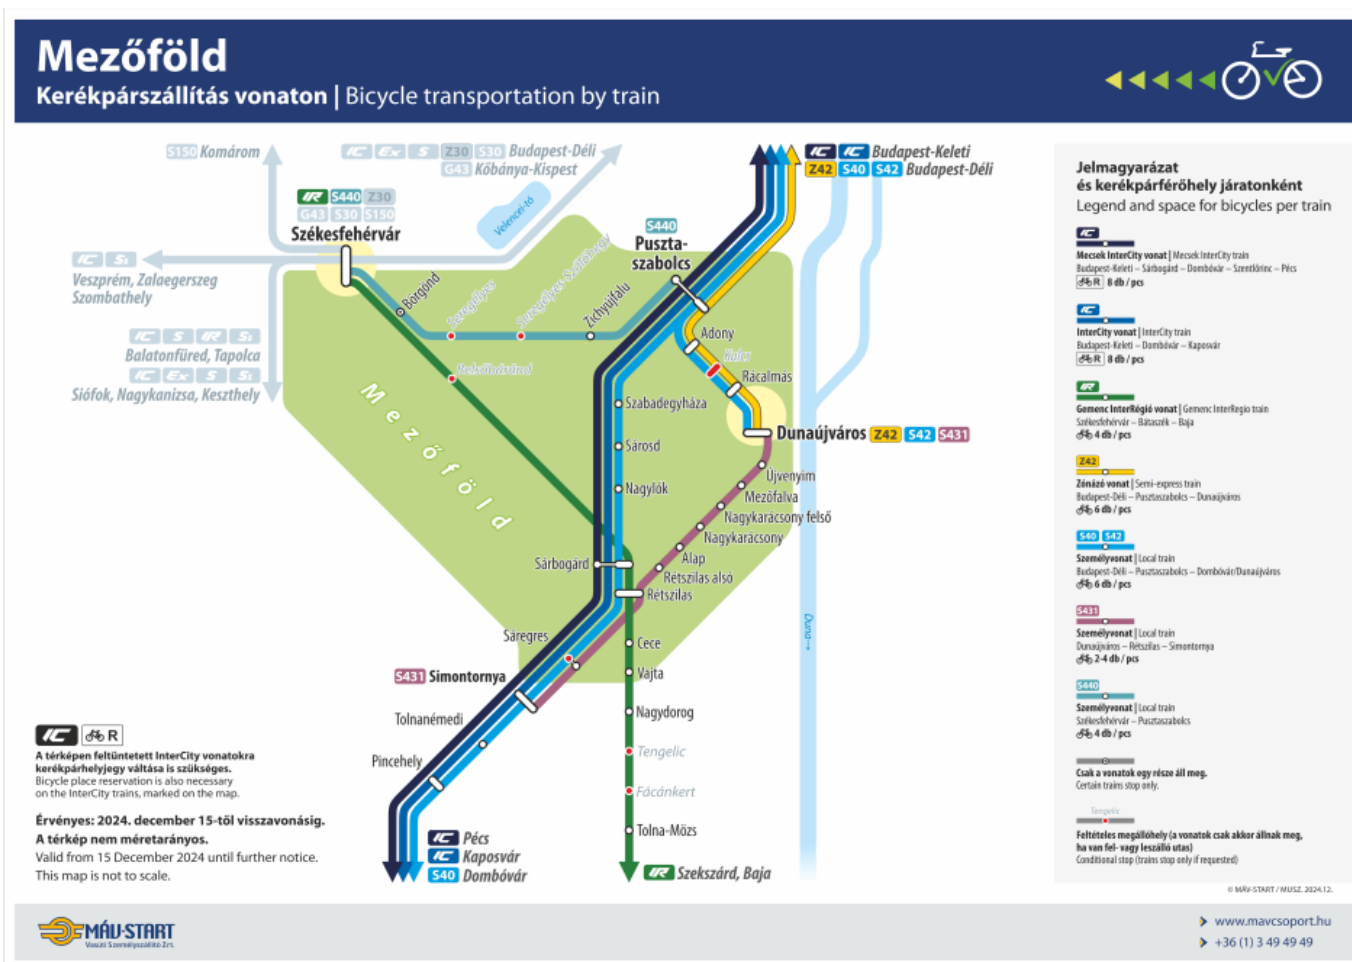 Mezőföld
Kerékpárszállítás vonaton | Bicycle transportation by train
S150 Komárom
IC Ex S Z30 S30 Budapest-Déli
G43 Kőbánya-Kispest
IC IC Budapest-Keleti
Z42 S40 S42 Budapest-Déli
IR S440 Z30
G43 S30 S150
Székesfehérvár
Velencei-tó
S440
Puszta-
szabolcs
IC S1
Veszprém, Zalaegerszeg
Szombathely
IC S IR S1
Balatonfüred, Tapolca
IC Ex S S1
Siófok, Nagykanizsa, Keszthely
Börgönd
Seregélyes
Seregélyes-Szőlőhegy
Zichyújfalu
Belsőbáránd
Adony
Kulcs
Rácalmás
Dunaújváros Z42 S42 S431
Mezőföld
Szabadegyháza
Sárosd
Nagylók
Újvenyim
Mezőfalva
Nagykarácsony felső
Nagykarácsony
Alap
Rétszilas alsó
Rétszilas
Sárbogárd
Sáregres
S431 Simontornya
Tolnanémedi
Pincehely
Cece
Vajta
Nagydorog
Tengelic
Fácánkert
Tolna-Mözs
Duna→
IC Pécs
IC Kaposvár
S40 Dombóvár
IR Szekszárd, Baja
IC R
A térképen feltüntetett InterCity vonatokra
kerékpárhelyjegy váltása is szükséges.
Bicycle place reservation is also necessary
on the InterCity trains, marked on the map.
Érvényes: 2024. december 15-től visszavonásig.
A térkép nem méretarányos.
Valid from 15 December 2024 until further notice.
This map is not to scale.
Jelmagyarázat
és kerékpárférőhely járatonként
Legend and space for bicycles per train
IC
Mecsek InterCity vonat | Mecsek InterCity train
Budapest-Keleti – Sárbogárd – Dombóvár – Szentlőrinc – Pécs
R 8 db / pcs
IC
InterCity vonat | InterCity train
Budapest-Keleti – Dombóvár – Kaposvár
R 8 db / pcs
IR
Gemenc InterRégió vonat | Gemenc InterRegio train
Székesfehérvár – Bátaszék – Baja
4 db / pcs
Z42
Zónázó vonat | Semi-express train
Budapest-Déli – Pusztaszabolcs – Dunaújváros
6 db / pcs
S40 S42
Személyvonat | Local train
Budapest-Déli – Pusztaszabolcs – Dombóvár/Dunaújváros
6 db / pcs
S431
Személyvonat | Local train
Dunaújváros – Rétszilas – Simontornya
2-4 db / pcs
S440
Személyvonat | Local train
Székesfehérvár – Pusztaszabolcs
4 db / pcs
Csak a vonatok egy része áll meg.
Certain trains stop only.
Tengelic
Feltételes megállóhely (a vonatok csak akkor állnak meg,
ha van fel- vagy leszálló utas)
Conditional stop (trains stop only if requested)
© MÁV-START / MUSZ. 2024.12.
MÁV-START
Vasúti Személyszállító Zrt.
www.mavcsoport.hu
+36 (1) 3 49 49 49